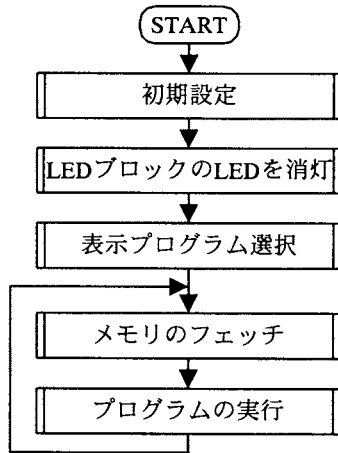 START
初期設定
LEDブロックのLEDを消灯
表示プログラム選択
メモリのフェッチ
プログラムの実行